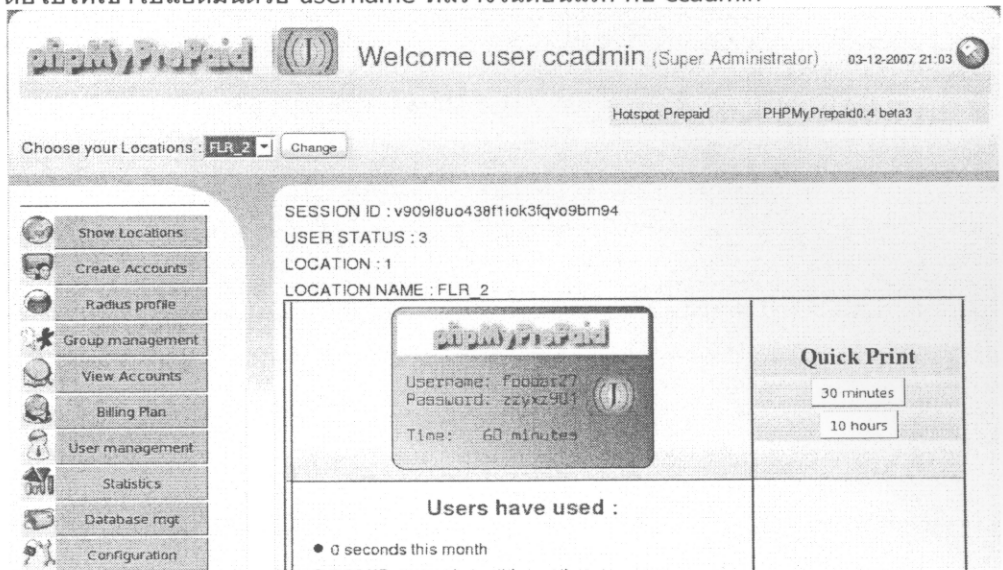 phpMyPrePaid
Welcome user ccadmin (Super Administrator)
03-12-2007 21:03
Hotspot Prepaid PHPMyPrepaid0.4 beta3
Choose your Locations : FLR_2 Change
Show Locations
Create Accounts
Radius profile
Group management
View Accounts
Billing Plan
User management
Statistics
Database mgt
Configuration
SESSION ID : v909l8uo438f1iok3fqvo9bm94
USER STATUS : 3
LOCATION : 1
LOCATION NAME : FLR_2
phpMyPrePaid
Username: foobar27
Password: zzyxz901
Time: 60 minutes
Quick Print
30 minutes
10 hours
Users have used :
0 seconds this month